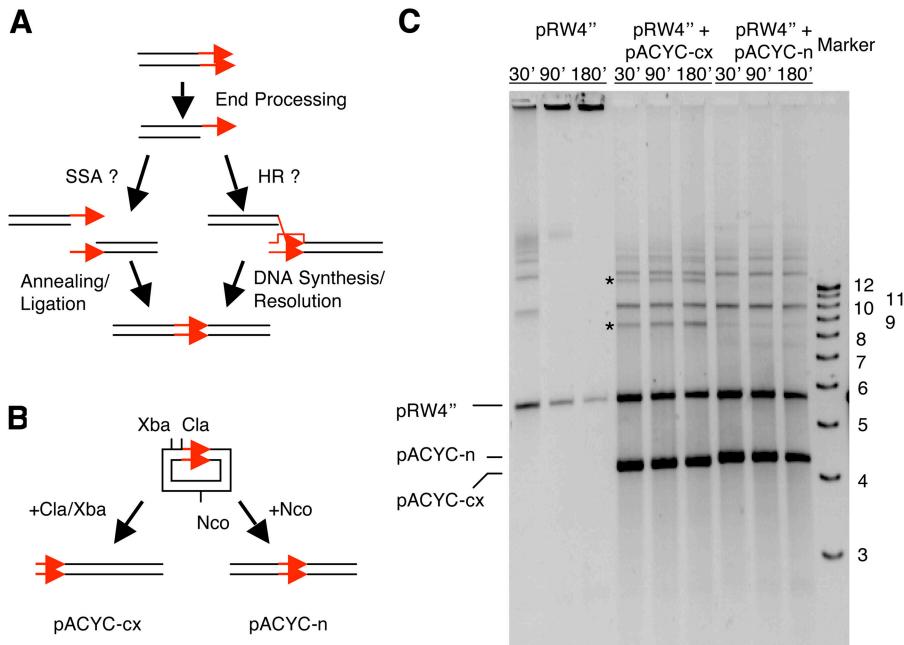 A
End Processing
SSA ?
HR ?
Annealing/
Ligation
DNA Synthesis/
Resolution
B
Xba Cla
Nco
+Cla/Xba
+Nco
pACYC-cx
pACYC-n
C
pRW4”
pRW4” +
pACYC-cx
pRW4” +
pACYC-n
Marker
30’ 90’ 180’ 30’ 90’ 180’ 30’ 90’ 180’
*
*
12
11
10
9
8
7
6
5
4
3
pRW4”
pACYC-n
pACYC-cx